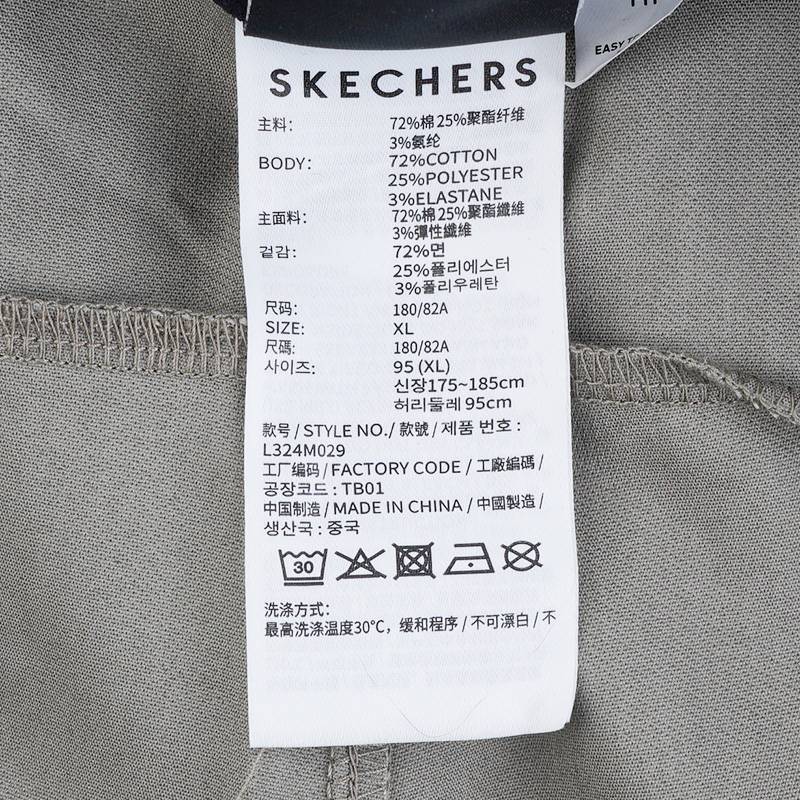 EASY
SKECHERS
主料: 72%棉25%聚酯纤维
3%氨纶
BODY: 72%COTTON
25%POLYESTER
3%ELASTANE
主面料: 72%棉25%聚酯纖維
3%彈性纖維
겉감: 72%면
25%폴리에스터
3%폴리우레탄
尺码: 180/82A
SIZE: XL
尺碼: 180/82A
사이즈: 95 (XL)
신장175~185cm
허리둘레 95cm
款号 / STYLE NO./ 款號 / 제품 번호 :
L324M029
工厂编码 / FACTORY CODE / 工廠編碼 /
공장코드 : TB01
中国制造 / MADE IN CHINA / 中國製造 /
생산국 : 중국
30
洗涤方式:
最高洗涤温度30℃，缓和程序 / 不可漂白 / 不